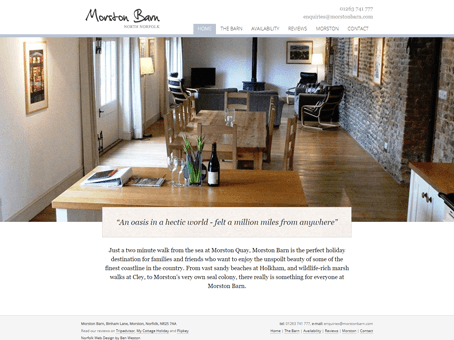 Morston Barn
NORTH NORFOLK
01263 741 777
enquiries@morstonbarn.com
HOME THE BARN AVAILABILITY REVIEWS MORSTON CONTACT
“An oasis in a hectic world - felt a million miles from anywhere”
Just a two minute walk from the sea at Morston Quay, Morston Barn is the perfect holiday
destination for families and friends who want to enjoy the unspoilt beauty of some of the
finest coastline in the country. From vast sandy beaches at Holkham, and wildlife-rich marsh
walks at Cley, to Morston's very own seal colony, there really is something for everyone at
Morston Barn.
Morston Barn, Binham Lane, Morston, Norfolk, NR25 7AA
Read our reviews on Tripadvisor, My Cottage Holiday and
Norfolk Web Design by Ben Wesson
tel: 01263 741 777, e-mail: enquiries@morstonbarn.com
Home | The Barn | Availability | Reviews | Morston | Contact